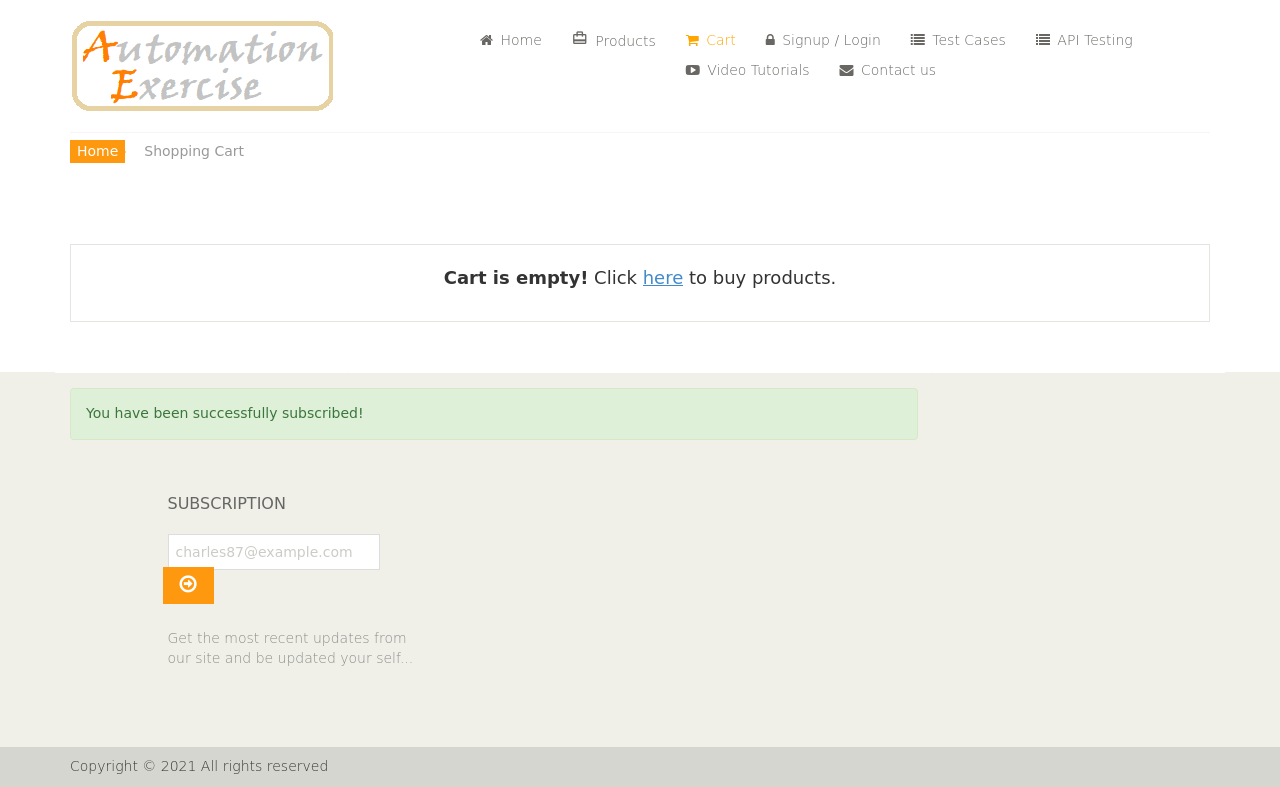 Automation
Exercise
Home
Products
Cart
Signup / Login
Test Cases
API Testing
Video Tutorials
Contact us
Home
Shopping Cart
Cart is empty! Click here to buy products.
You have been successfully subscribed!
SUBSCRIPTION
charles87@example.com
Get the most recent updates from
our site and be updated your self...
Copyright © 2021 All rights reserved